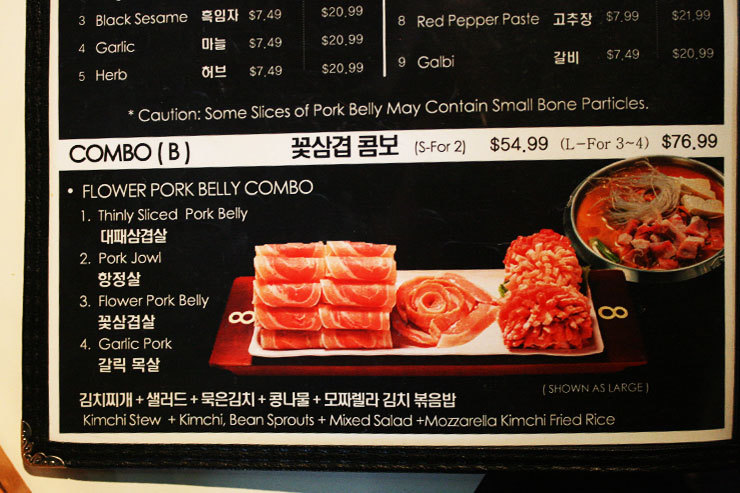 3 Black Sesame 흑임자 $7.49 $20.99
4 Garlic 마늘 $7.49 $20.99
5 Herb 허브 $7.49 $20.99
8 Red Pepper Paste 고추장 $7.99 $21.99
9 Galbi 갈비 $7.49 $20.99
* Caution: Some Slices of Pork Belly May Contain Small Bone Particles.
COMBO ( B ) 꽃삼겹 콤보 (S-For 2) $54.99 (L-For 3~4) $76.99
• FLOWER PORK BELLY COMBO
1. Thinly Sliced Pork Belly
대패삼겹살
2. Pork Jowl
항정살
3. Flower Pork Belly
꽃삼겹살
4. Garlic Pork
갈릭 목살
( SHOWN AS LARGE )
김치찌개 + 샐러드 + 묵은김치 + 콩나물 + 모짜렐라 김치 볶음밥
Kimchi Stew + Kimchi, Bean Sprouts + Mixed Salad +Mozzarella Kimchi Fried Rice